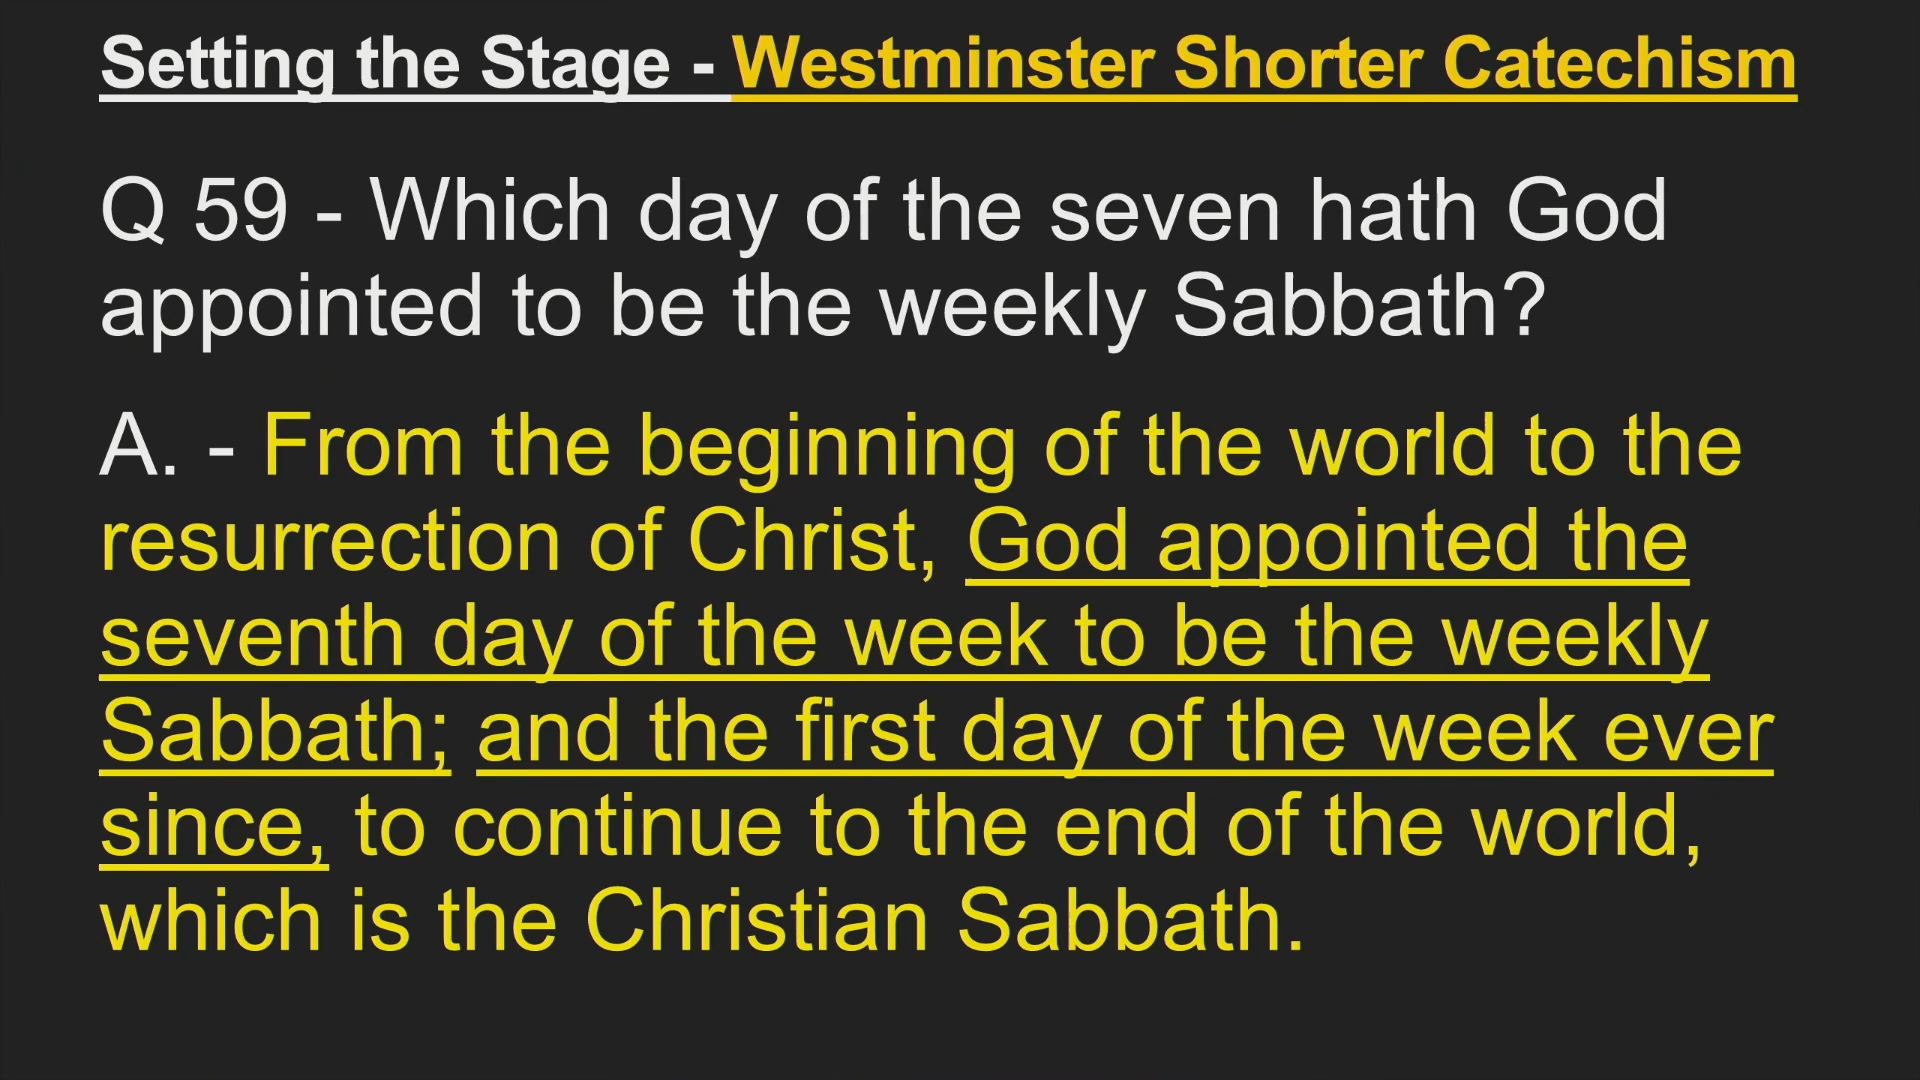 Setting the Stage - Westminster Shorter Catechism
Q 59 - Which day of the seven hath God
appointed to be the weekly Sabbath?
A. - From the beginning of the world to the
resurrection of Christ, God appointed the
seventh day of the week to be the weekly
Sabbath; and the first day of the week ever
since, to continue to the end of the world,
which is the Christian Sabbath.